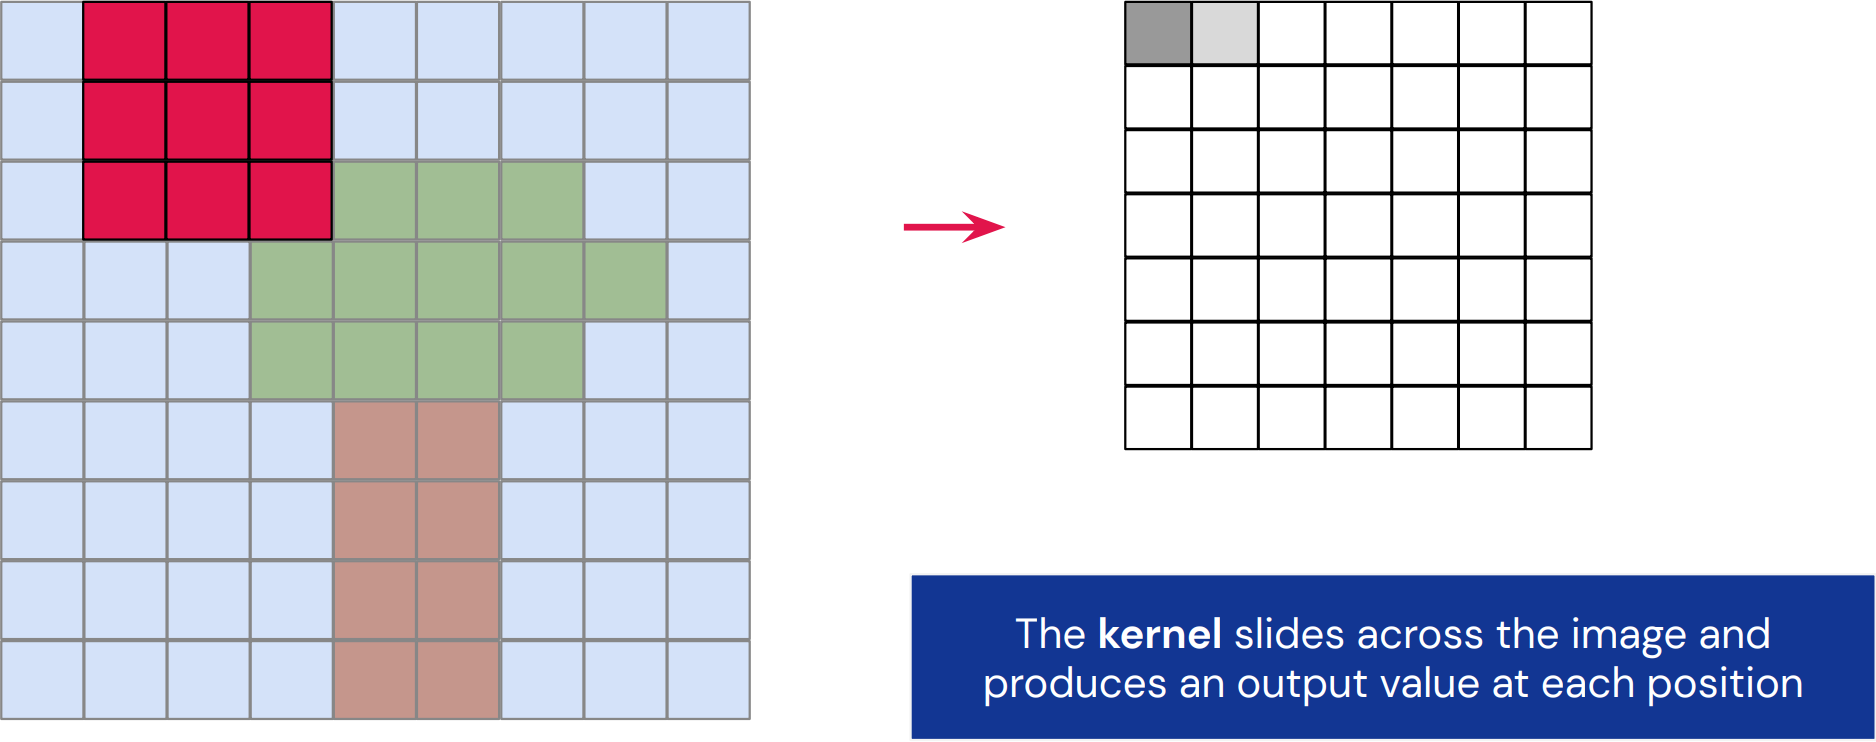 The kernel slides across the image and
produces an output value at each position